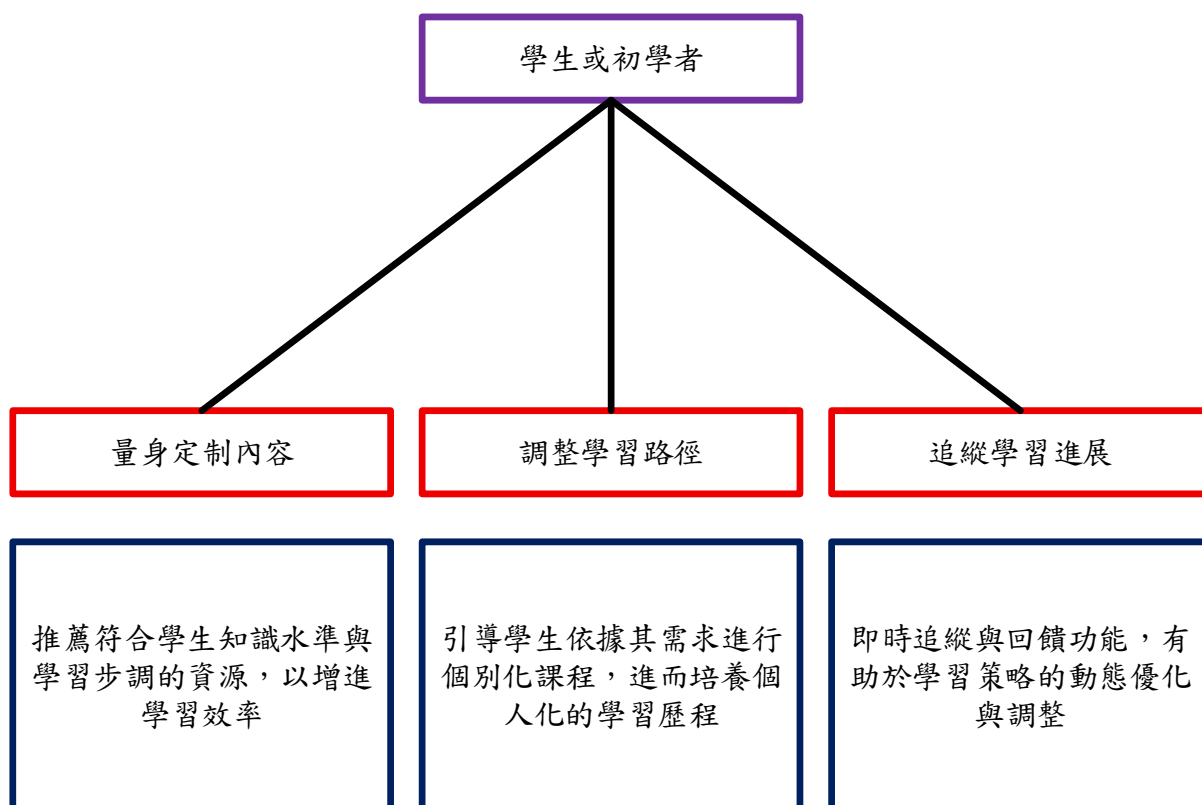 學生或初學者
量身定制內容
調整學習路徑
追縱學習進展
推薦符合學生知識水準與
學習步調的資源，以增進
學習效率
引導學生依據其需求進行
個別化課程，進而培養個
人化的學習歷程
即時追縱與回饋功能，有
助於學習策略的動態優化
與調整